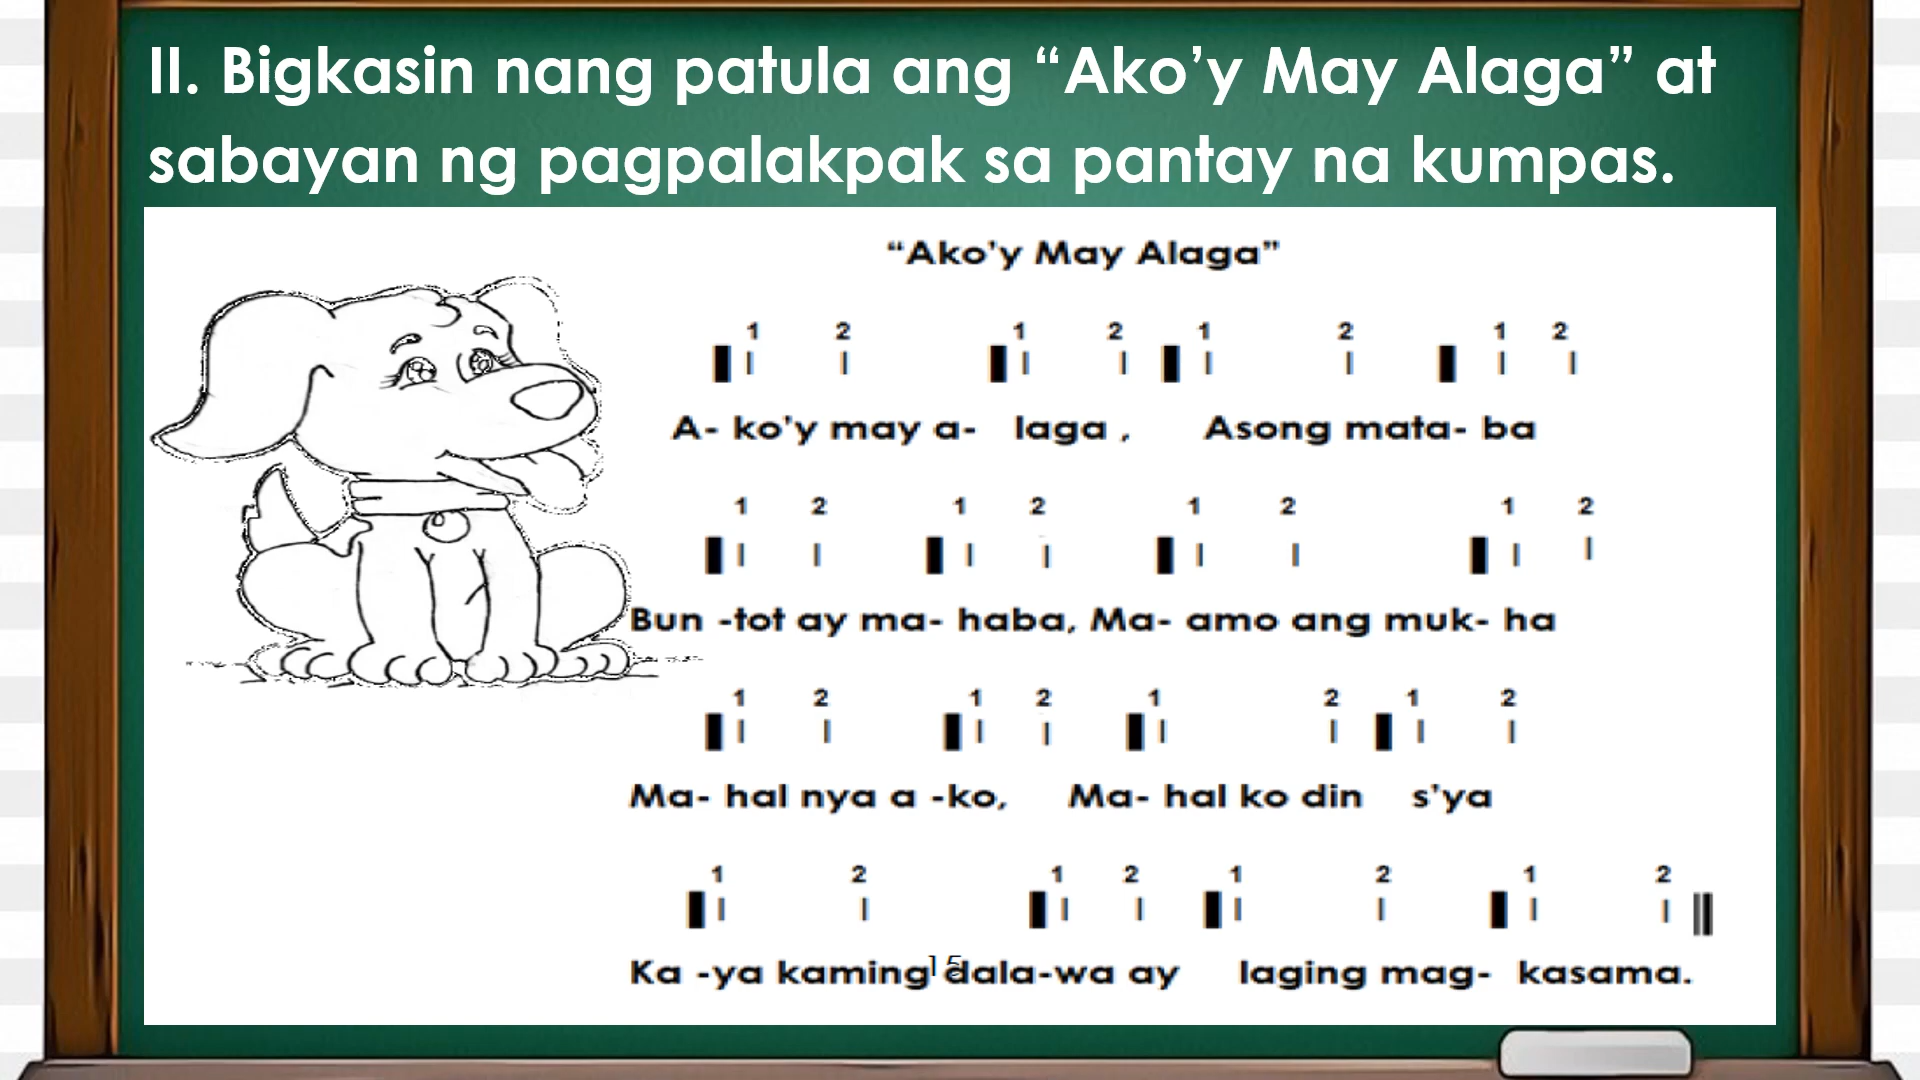 II. Bigkasin nang patula ang “Ako’y May Alaga” at
sabayan ng pagpalakpak sa pantay na kumpas.
“Ako’y May Alaga”
1 2 1 2 1 2 1 2
A- ko’y may a- laga , Asong mata- ba
1 2 1 2 1 2 1 2
Bun -tot ay ma- haba, Ma- amo ang muk- ha
1 2 1 2 1 2 1 2
Ma- hal nya a -ko, Ma- hal ko din s’ya
1 2 1 2 1 2 1 2
Ka -ya kaming dala-wa ay laging mag- kasama.
15